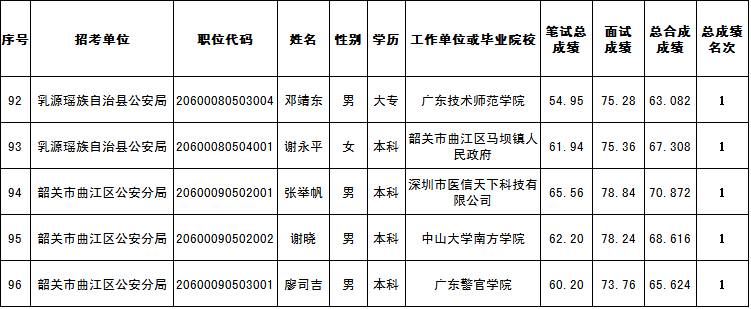 序号 招考单位 职位代码 姓名 性别 学历 工作单位或毕业院校 笔试总成绩 面试成绩 总合成成绩 总成绩名次
92 乳源瑶族自治县公安局 20600080503004 邓靖东 男 大专 广东技术师范学院 54.95 75.28 63.082 1
93 乳源瑶族自治县公安局 20600080504001 谢永平 女 本科 韶关市曲江区马坝镇人民政府 61.94 75.36 67.308 1
94 韶关市曲江区公安分局 20600090502001 张举帆 男 本科 深圳市医信天下科技有限公司 65.56 78.84 70.872 1
95 韶关市曲江区公安分局 20600090502002 谢晓 男 本科 中山大学南方学院 62.20 78.24 68.616 1
96 韶关市曲江区公安分局 20600090503001 廖司吉 男 本科 广东警官学院 60.20 73.76 65.624 1